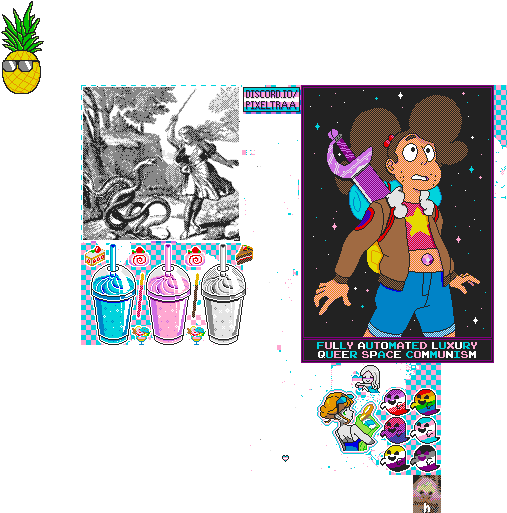 DISCORD.IO/
PIXELTRAA
FULLY AUTOMATED LUXURY
QUEER SPACE COMMUNISM